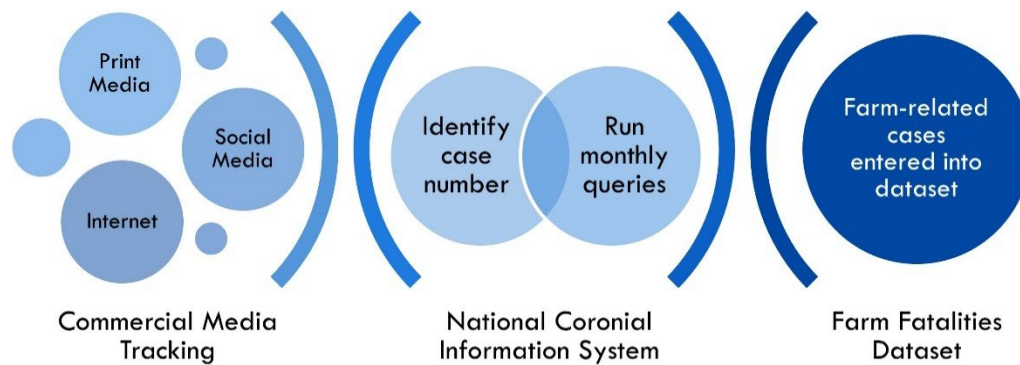 Print
Media
Social
Media
Internet
Identify
case
number
Run
monthly
queries
Farm-related
cases
entered into
dataset
Commercial Media
Tracking
National Coronial
Information System
Farm Fatalities
Dataset